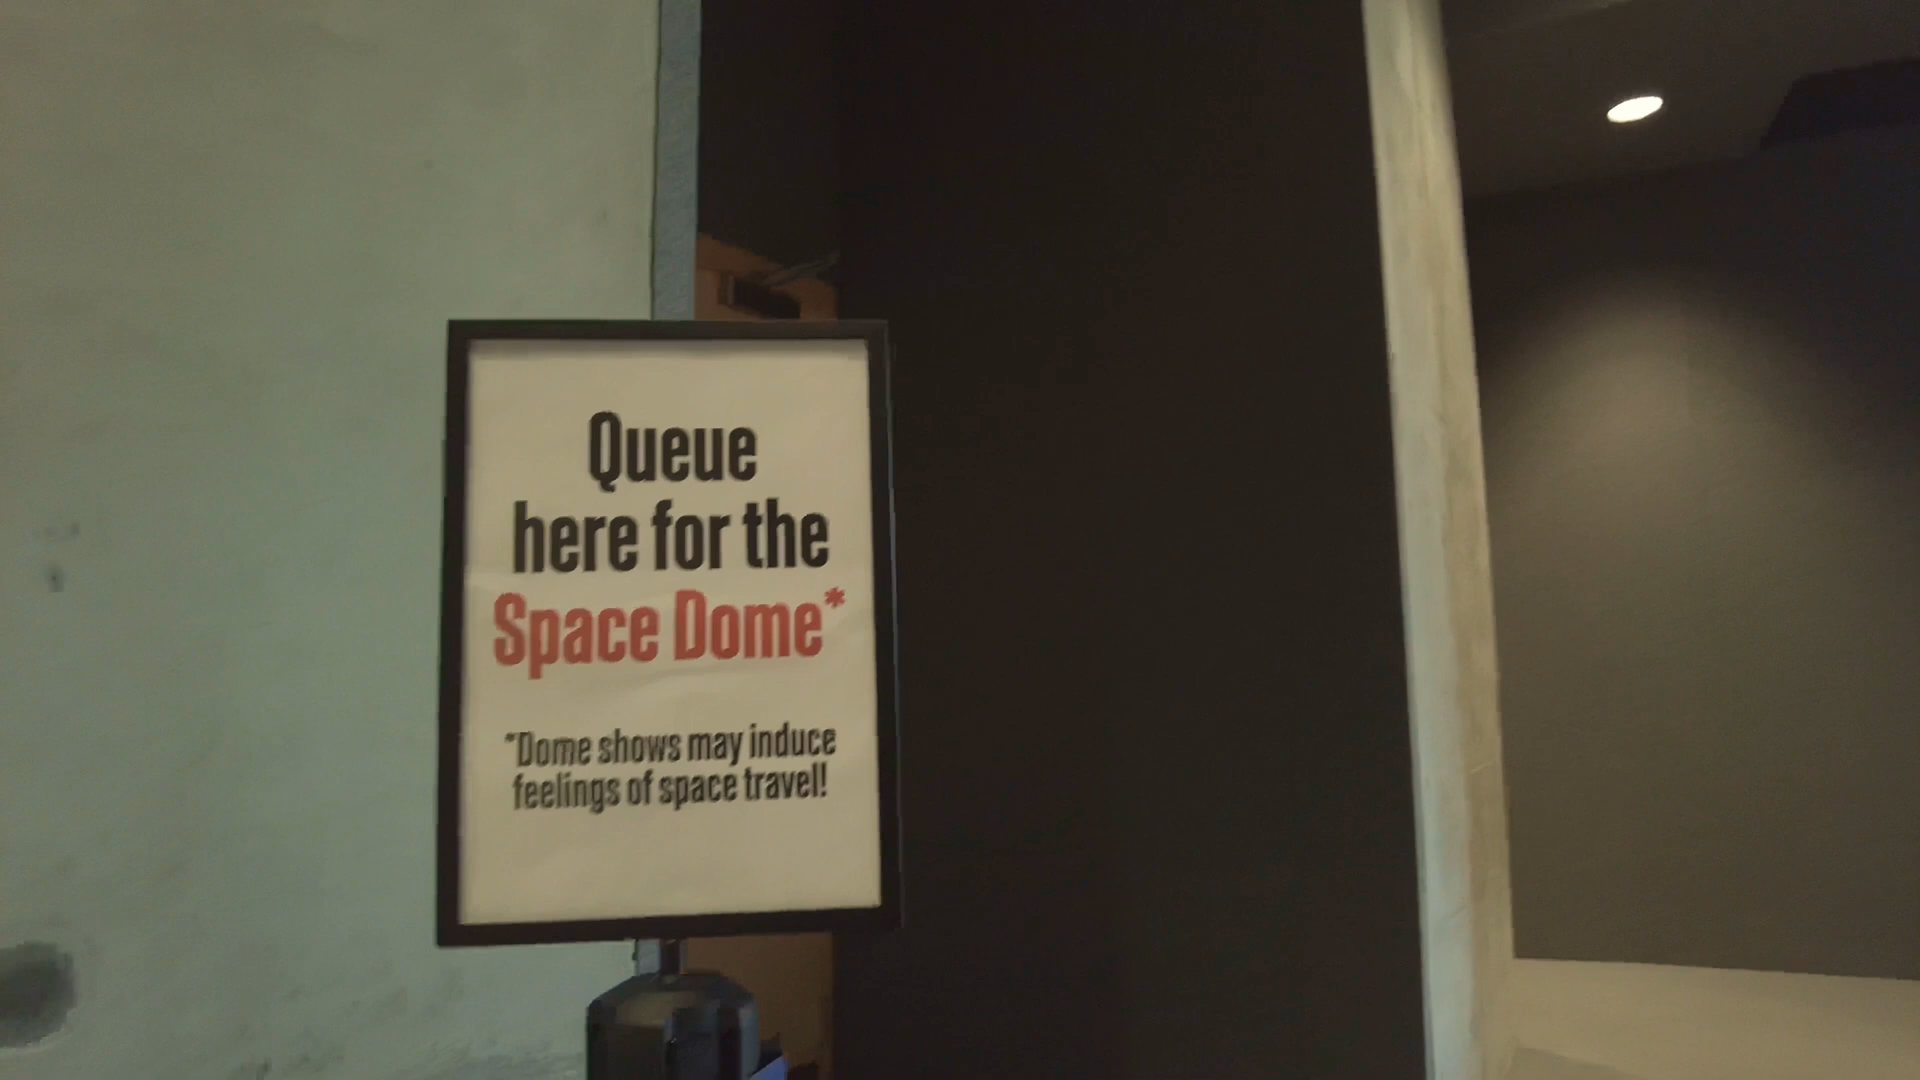 Queue
here for the
Space Dome*
*Dome shows may induce
feelings of space travel!